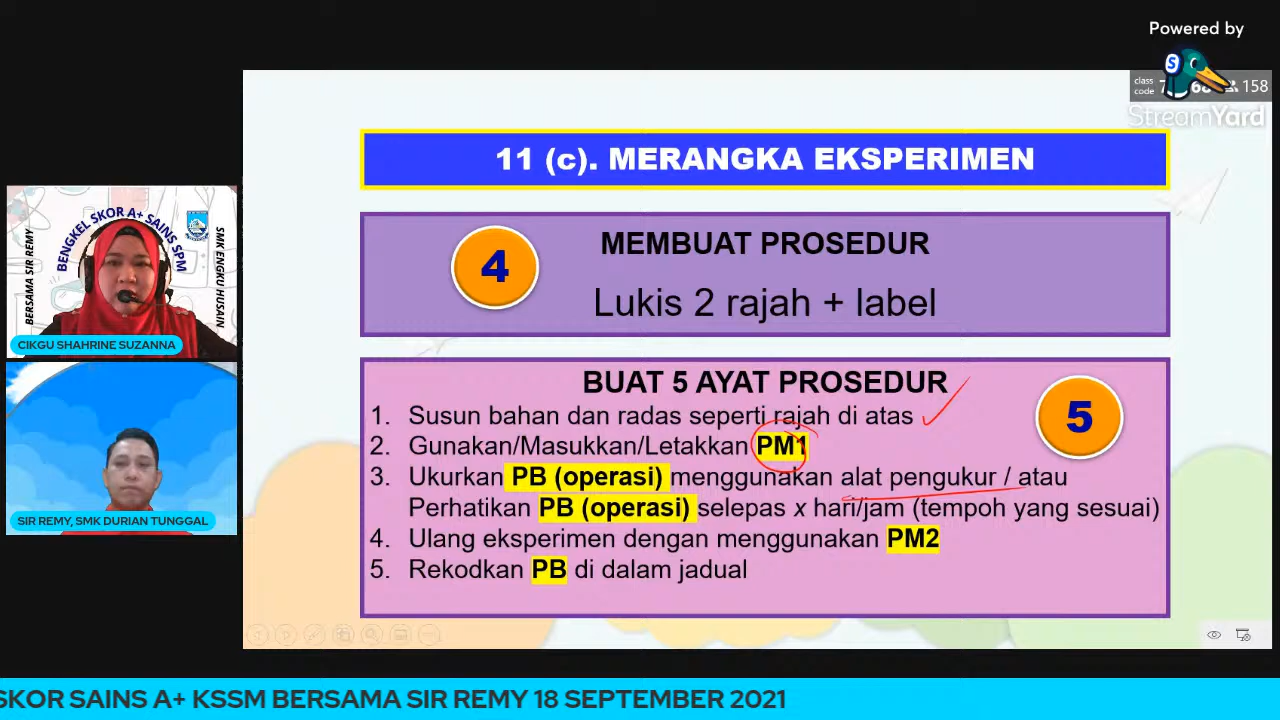 Powered by
class
code
158
StreamYard
11 (c). MERANGKA EKSPERIMEN
4
MEMBUAT PROSEDUR
Lukis 2 rajah + label
BENGKEL SKOR A+ SAINS SPM
BERSAMA SIR REMY
SMK ENGKU HUSAIN
CIKGU SHAHRINE SUZANNA
BUAT 5 AYAT PROSEDUR
5
1. Susun bahan dan radas seperti rajah di atas
2. Gunakan/Masukkan/Letakkan PM1
3. Ukurkan PB (operasi) menggunakan alat pengukur / atau
Perhatikan PB (operasi) selepas x hari/jam (tempoh yang sesuai)
4. Ulang eksperimen dengan menggunakan PM2
5. Rekodkan PB di dalam jadual
SIR REMY, SMK DURIAN TUNGGAL
SKOR SAINS A+ KSSM BERSAMA SIR REMY 18 SEPTEMBER 2021